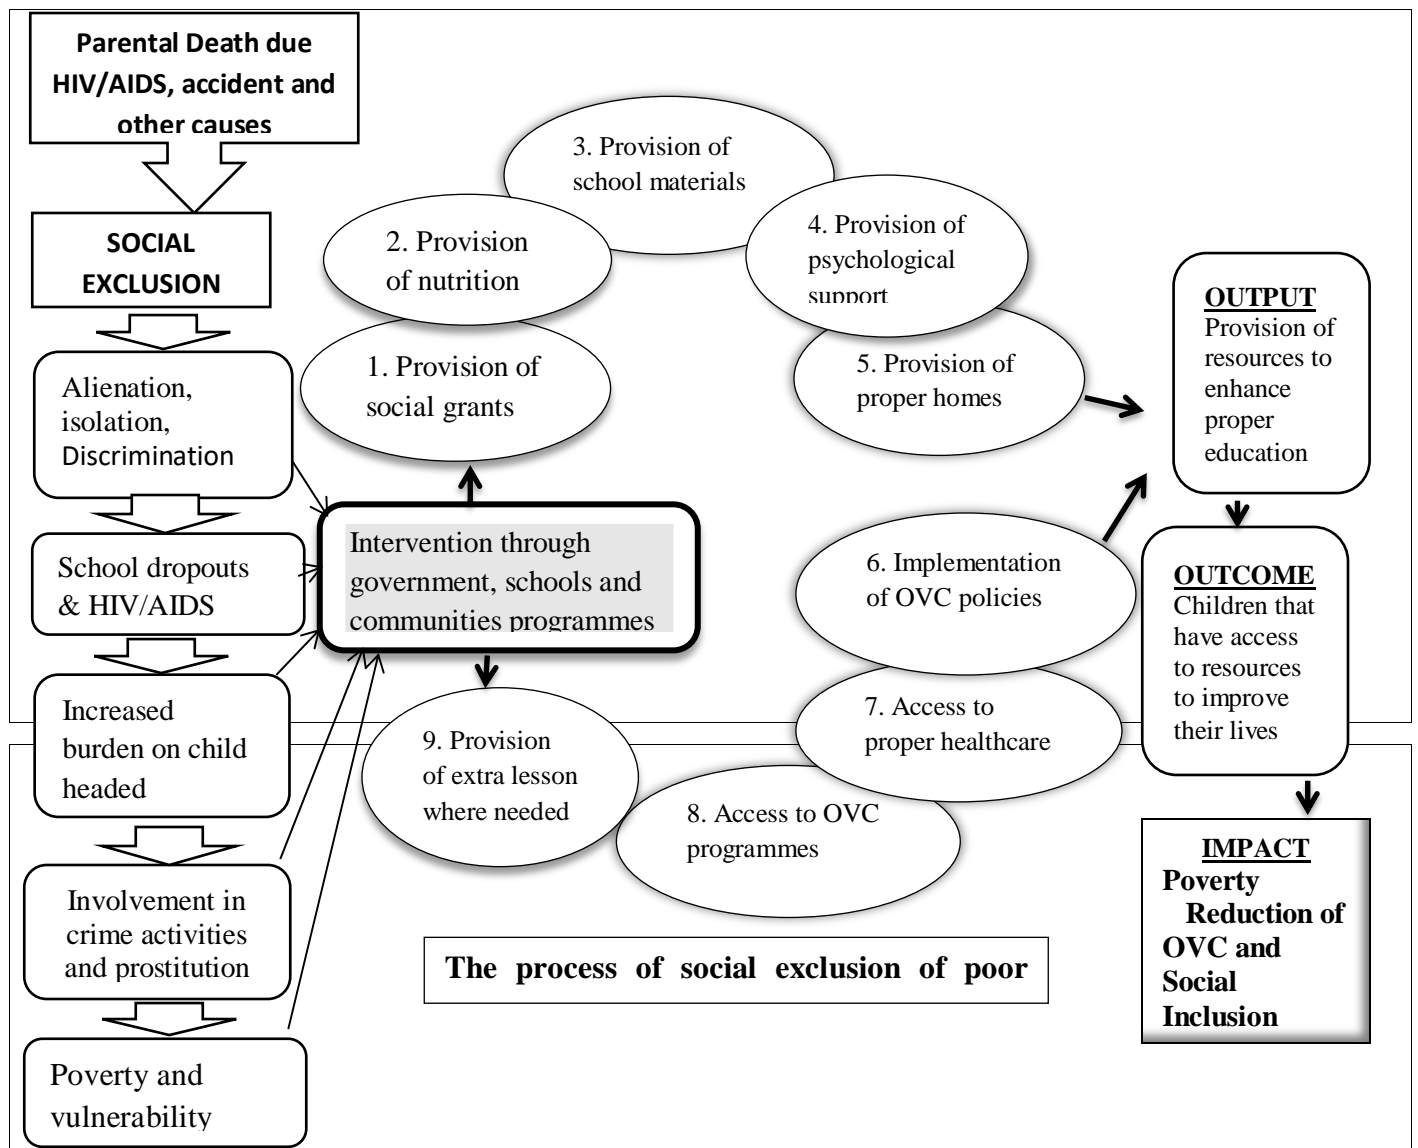 Parental Death due
HIV/AIDS, accident and
other causes
SOCIAL
EXCLUSION
Alienation,
isolation,
Discrimination
School dropouts
& HIV/AIDS
Increased
burden on child
headed
Involvement in
crime activities
and prostitution
Poverty and
vulnerability
Intervention through
government, schools and
communities programmes
1. Provision of
social grants
2. Provision
of nutrition
3. Provision of
school materials
4. Provision of
psychological
support
5. Provision of
proper homes
6. Implementation
of OVC policies
7. Access to
proper healthcare
8. Access to OVC
programmes
9. Provision
of extra lesson
where needed
OUTPUT
Provision of
resources to
enhance
proper
education
OUTCOME
Children that
have access
to resources
to improve
their lives
IMPACT
Poverty
Reduction of
OVC and
Social
Inclusion
The process of social exclusion of poor